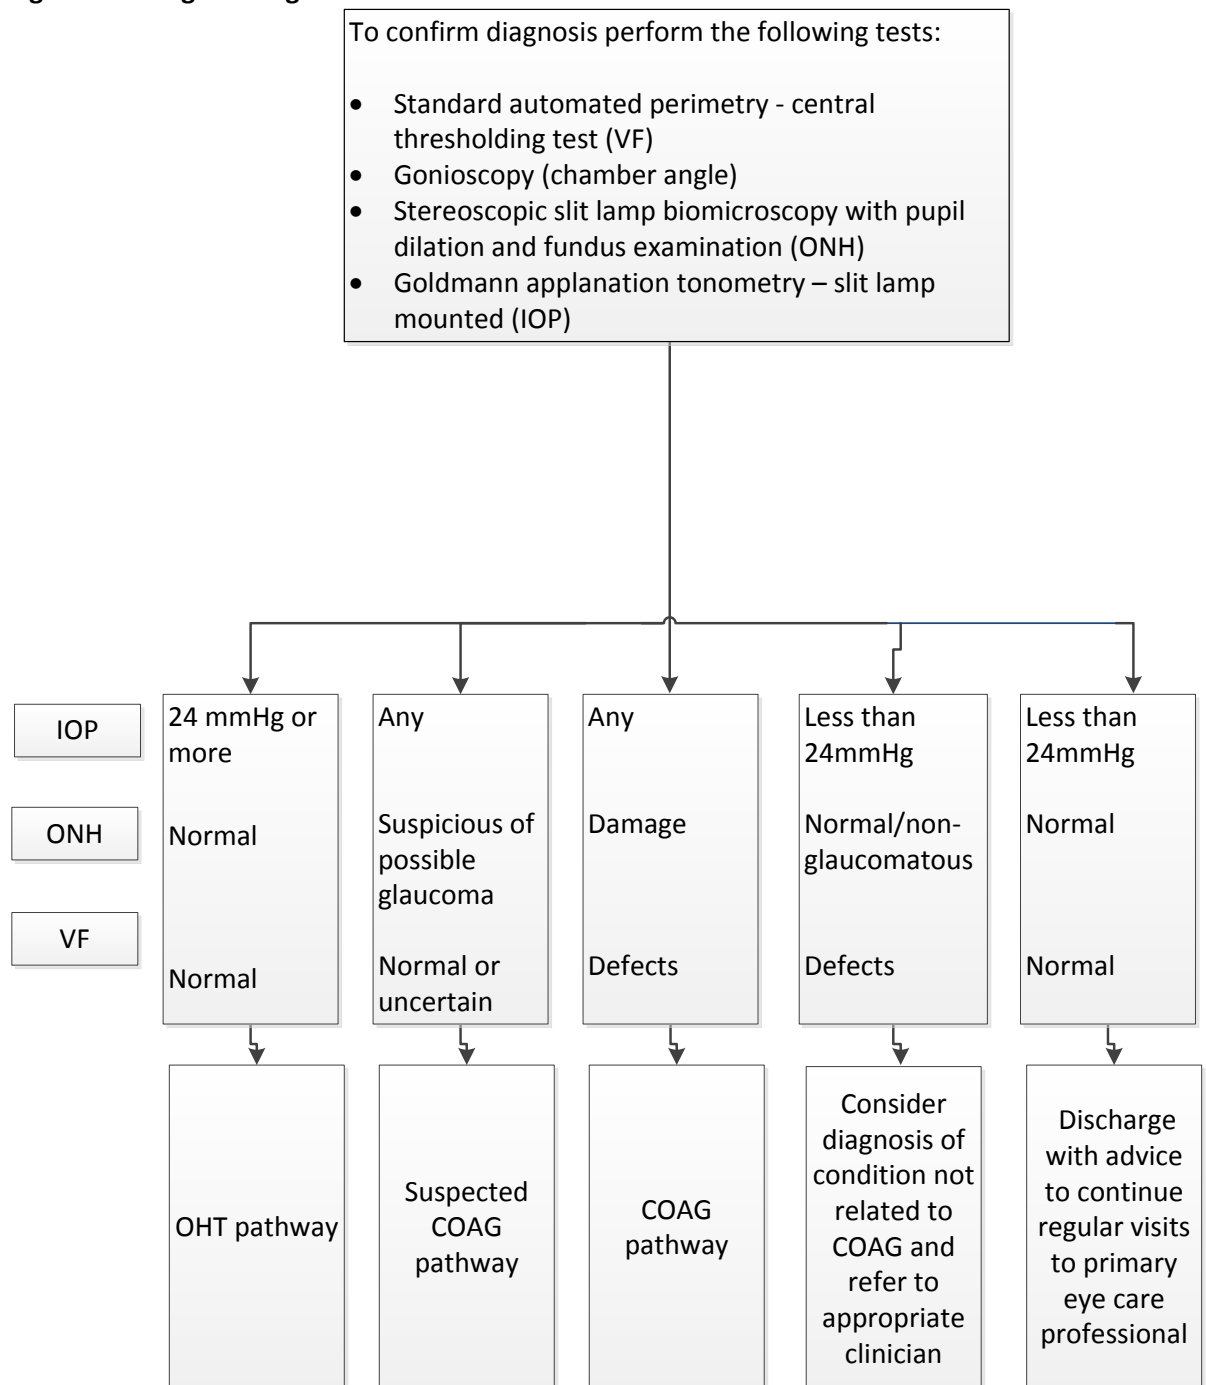 To confirm diagnosis perform the following tests:
• Standard automated perimetry - central
thresholding test (VF)
• Gonioscopy (chamber angle)
• Stereoscopic slit lamp biomicroscopy with pupil
dilation and fundus examination (ONH)
• Goldmann applanation tonometry – slit lamp
mounted (IOP)
IOP
ONH
VF
24 mmHg or
more
Normal
Normal
Any
Suspicious of
possible
glaucoma
Normal or
uncertain
Any
Damage
Defects
Less than
24mmHg
Normal/non-
glaucomatous
Defects
Less than
24mmHg
Normal
Normal
OHT pathway
Suspected
COAG
pathway
COAG
pathway
Consider
diagnosis of
condition not
related to
COAG and
refer to
appropriate
clinician
Discharge
with advice
to continue
regular visits
to primary
eye care
professional